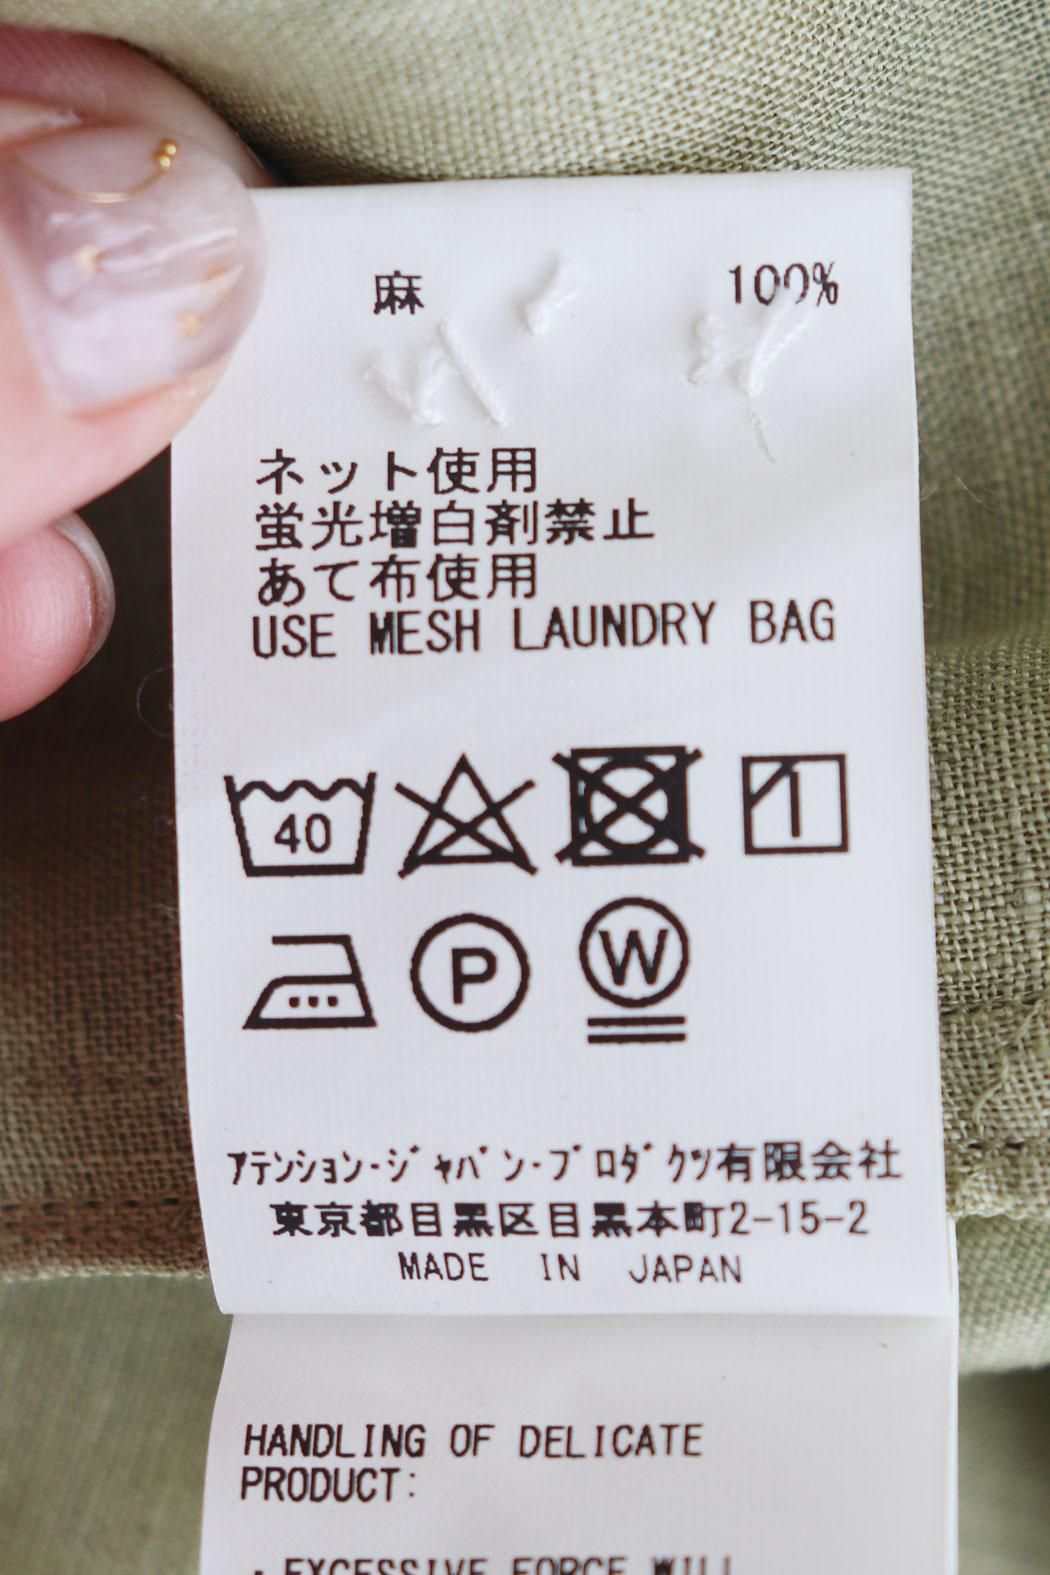 麻 100%
ネット使用
蛍光増白剤禁止
あて布使用
USE MESH LAUNDRY BAG
40
P
W
ｱﾃﾝｼｮﾝ･ｼﾞｬﾊﾟﾝ･ﾌﾟﾛﾀﾞｸﾂ有限会社
東京都目黒区目黒本町2-15-2
MADE IN JAPAN
HANDLING OF DELICATE
PRODUCT:
・EXCESSIVE FORCE WILL